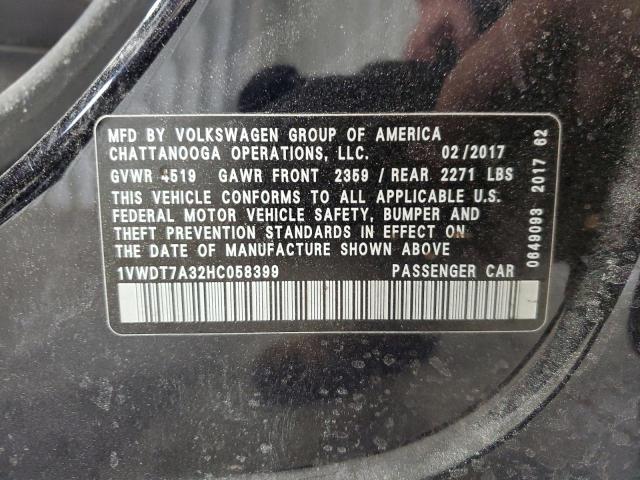 MFD BY VOLKSWAGEN GROUP OF AMERICA
CHATTANOOGA OPERATIONS, LLC. 02/2017
GVWR 4519 GAWR FRONT 2359 / REAR 2271 LBS
THIS VEHICLE CONFORMS TO ALL APPLICABLE U.S.
FEDERAL MOTOR VEHICLE SAFETY, BUMPER AND
THEFT PREVENTION STANDARDS IN EFFECT ON
THE DATE OF MANUFACTURE SHOWN ABOVE
1VWDT7A32HC058399 PASSENGER CAR
0649093 2017 62